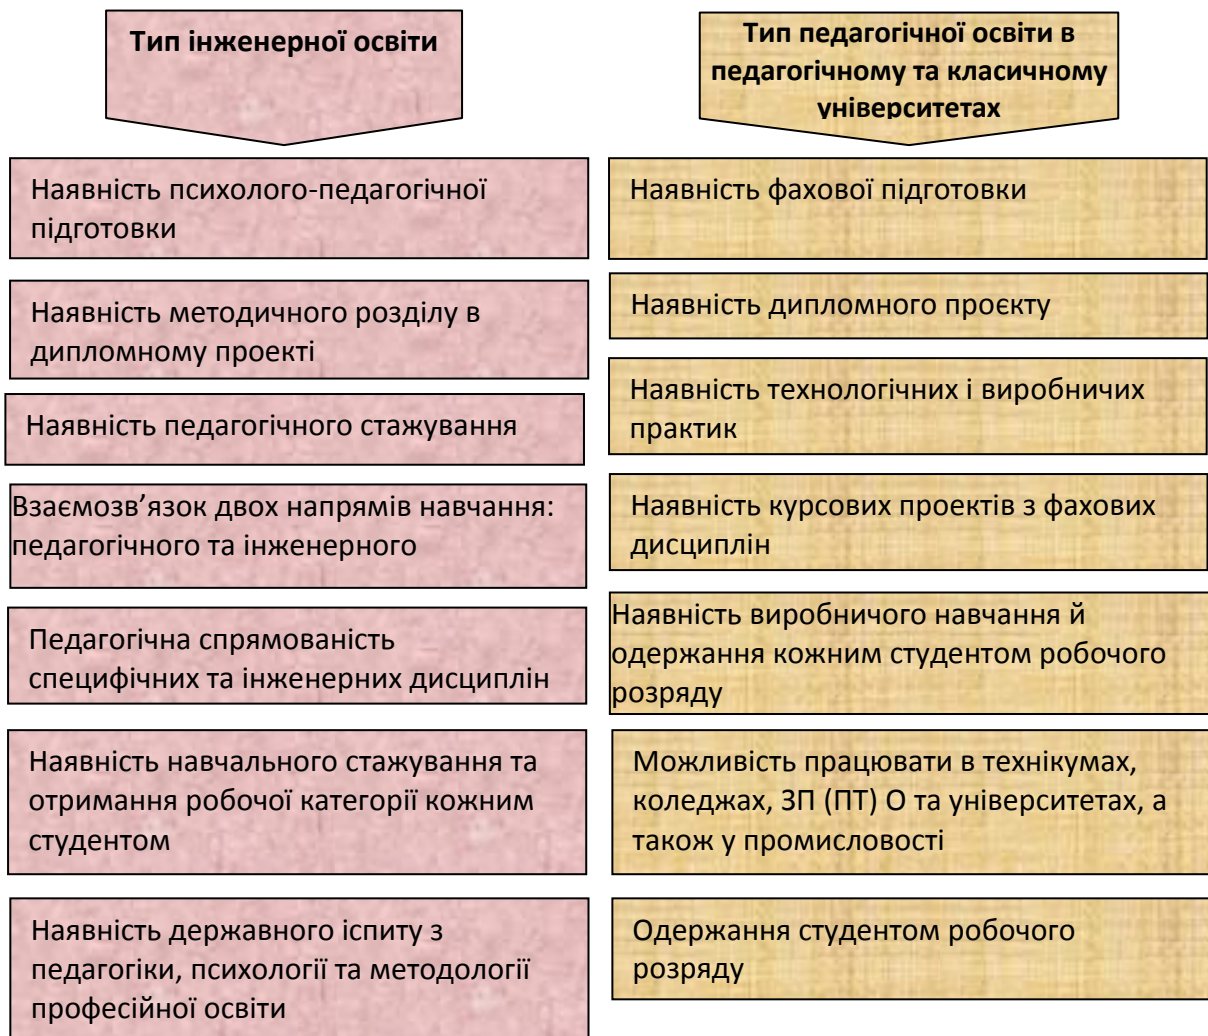 Тип інженерної освіти
Наявність психолого-педагогічної
підготовки
Наявність методичного розділу в
дипломному проекті
Наявність педагогічного стажування
Взаємозв’язок двох напрямів навчання:
педагогічного та інженерного
Педагогічна спрямованість
специфічних та інженерних дисциплін
Наявність навчального стажування та
отримання робочої категорії кожним
студентом
Наявність державного іспиту з
педагогіки, психології та методології
професійної освіти
Тип педагогічної освіти в
педагогічному та класичному
університетах
Наявність фахової підготовки
Наявність дипломного проєкту
Наявність технологічних і виробничих
практик
Наявність курсових проектів з фахових
дисциплін
Наявність виробничого навчання й
одержання кожним студентом робочого
розряду
Можливість працювати в технікумах,
коледжах, ЗП (ПТ) О та університетах, а
також у промисловості
Одержання студентом робочого
розряду